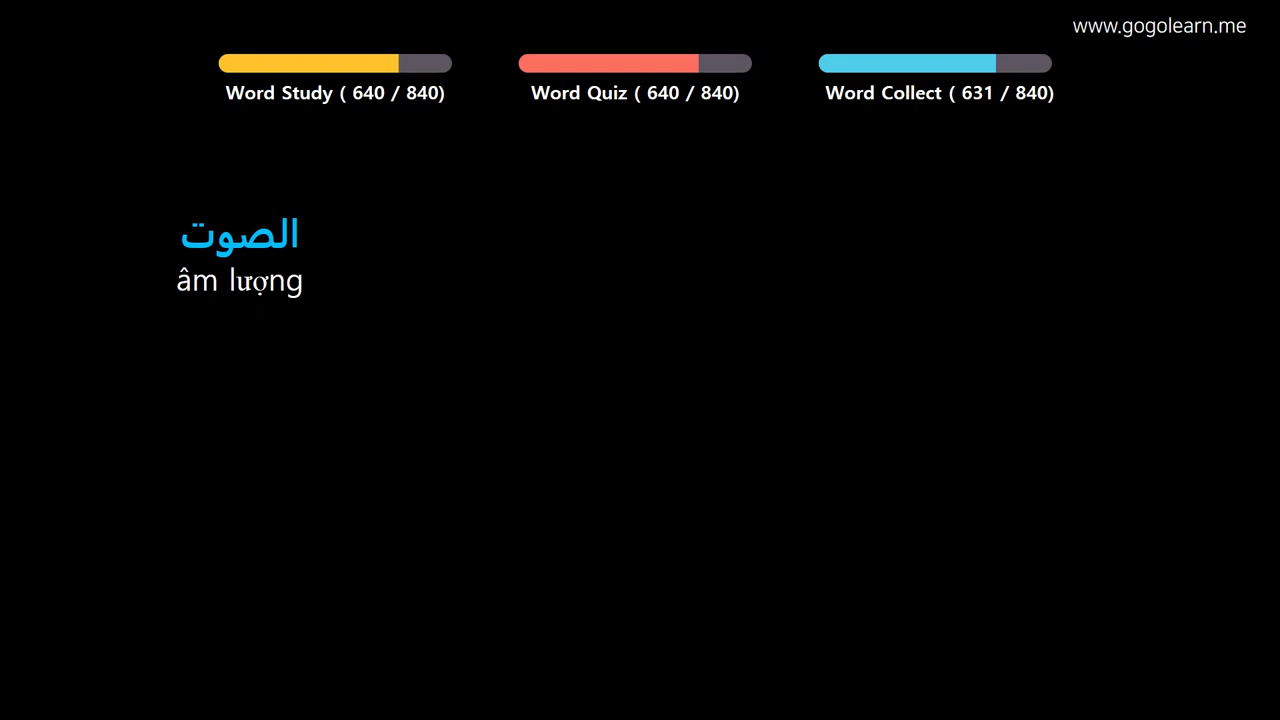 www.gogolearn.me
Word Study ( 640 / 840)
Word Quiz ( 640 / 840)
Word Collect ( 631 / 840)
الصوت
âm lượng